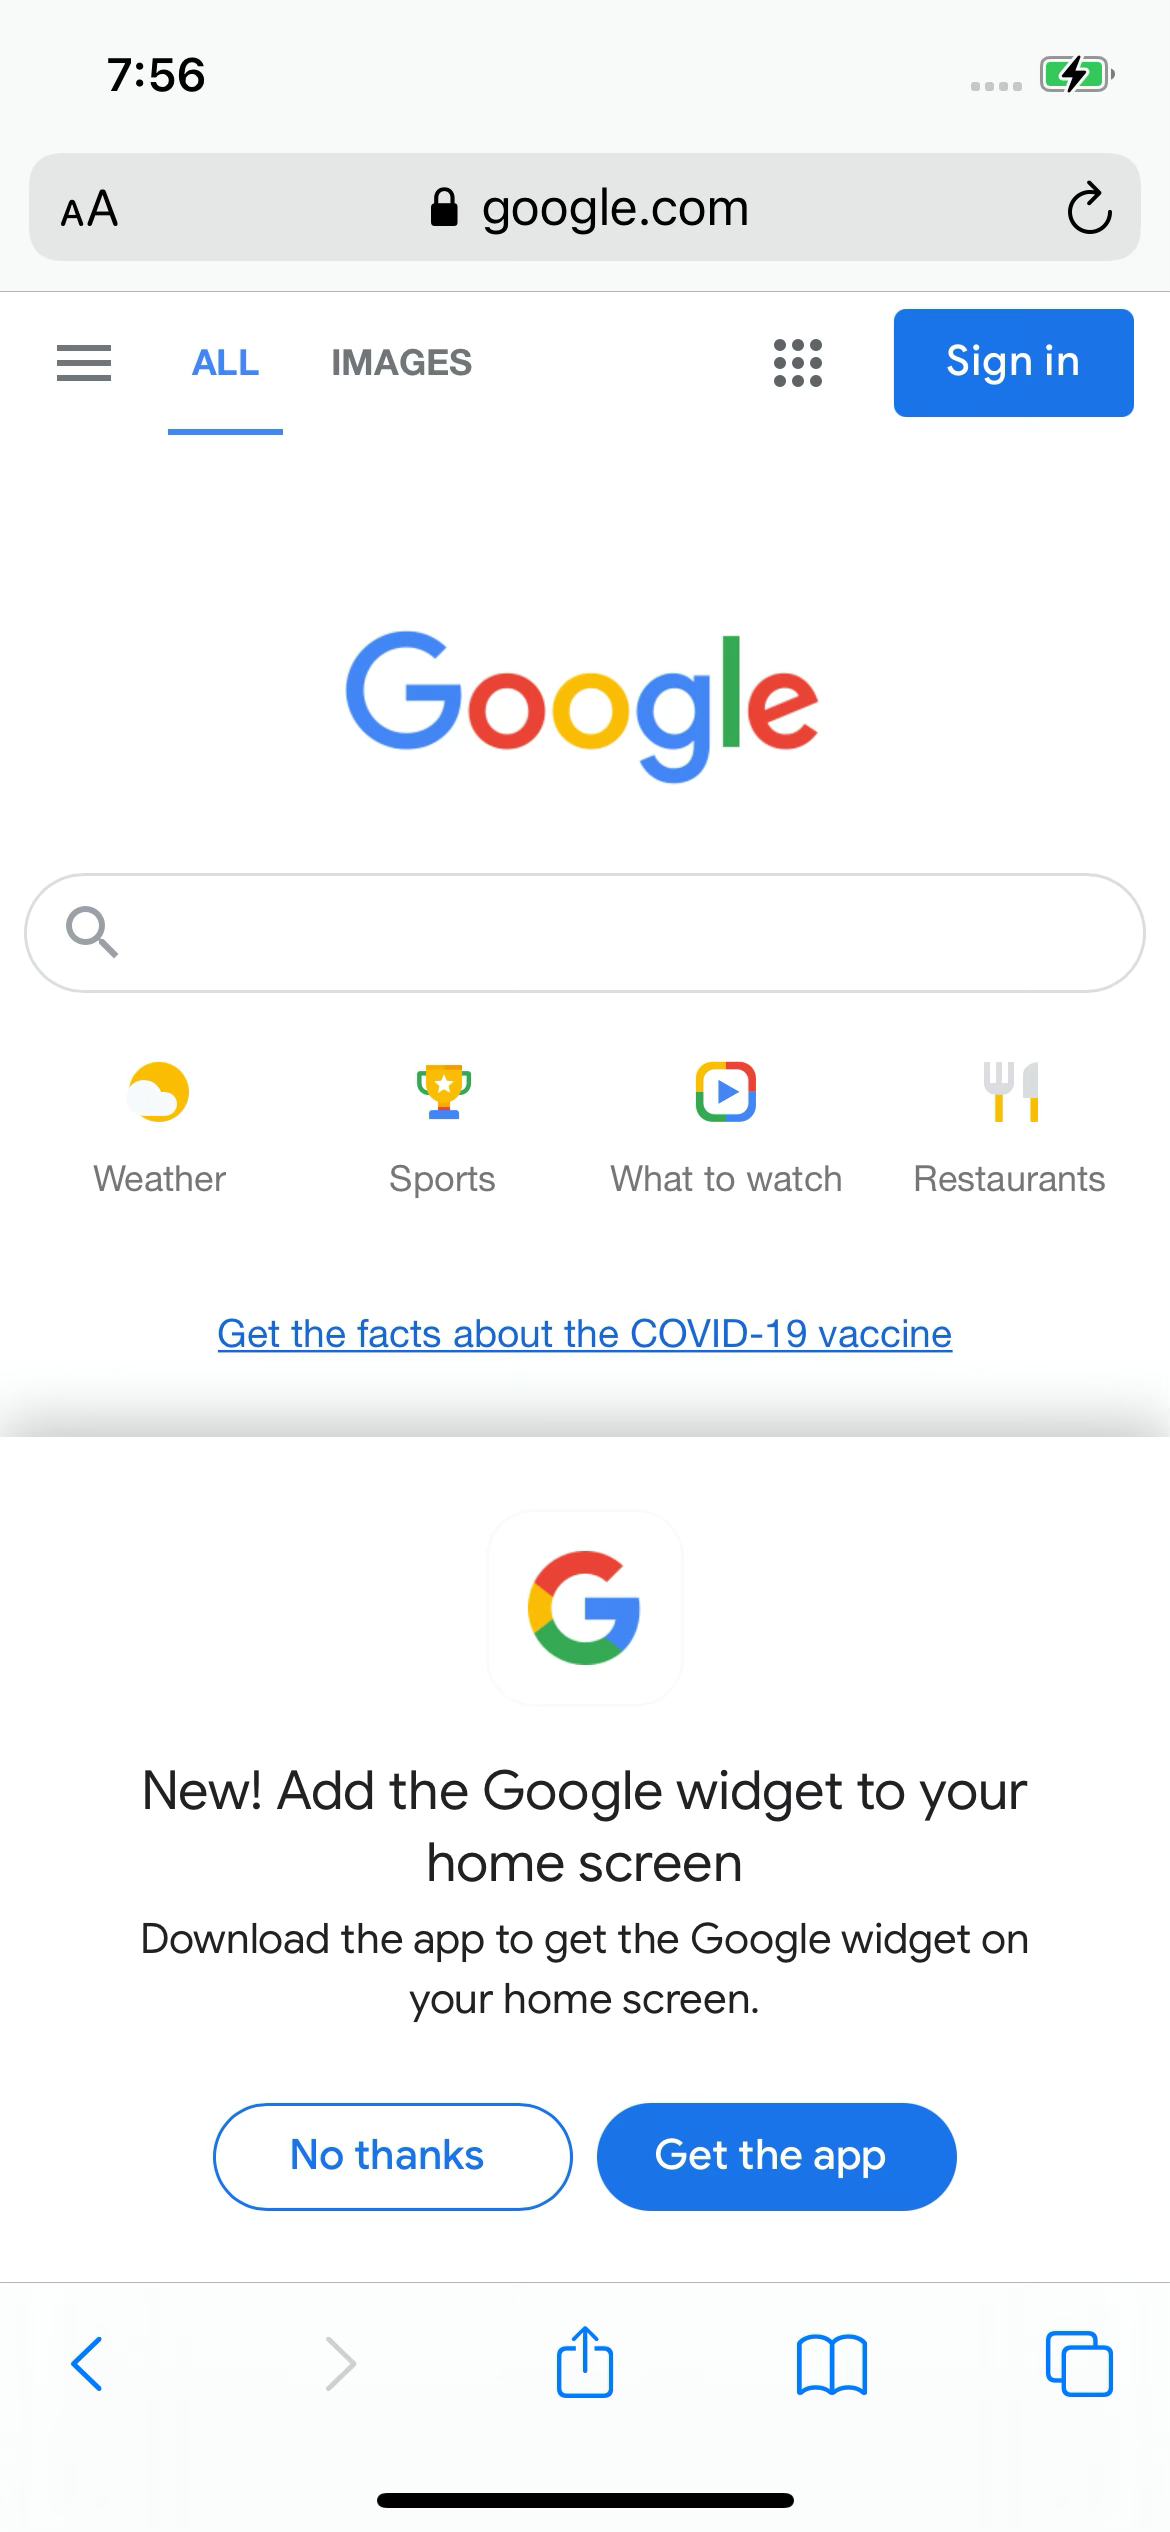 7:56
AA google.com
ALL IMAGES Sign in
Google
Weather Sports What to watch Restaurants
Get the facts about the COVID-19 vaccine
G
New! Add the Google widget to your
home screen
Download the app to get the Google widget on
your home screen.
No thanks Get the app